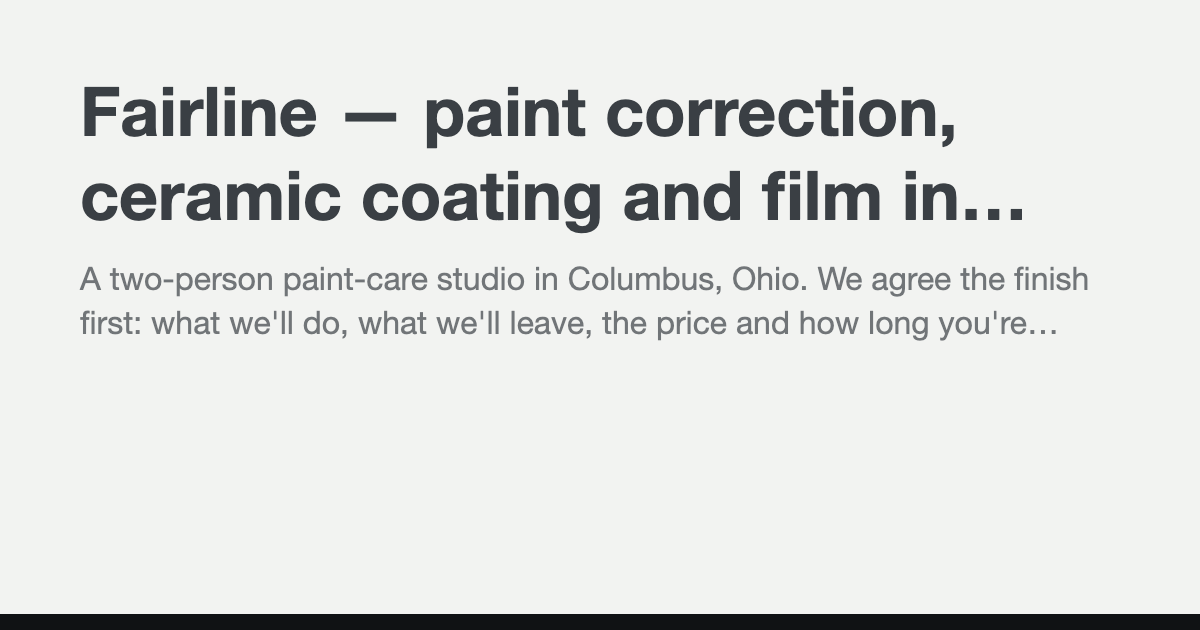 Fairline — paint correction,
ceramic coating and film in…
A two-person paint-care studio in Columbus, Ohio. We agree the finish
first: what we'll do, what we'll leave, the price and how long you're…